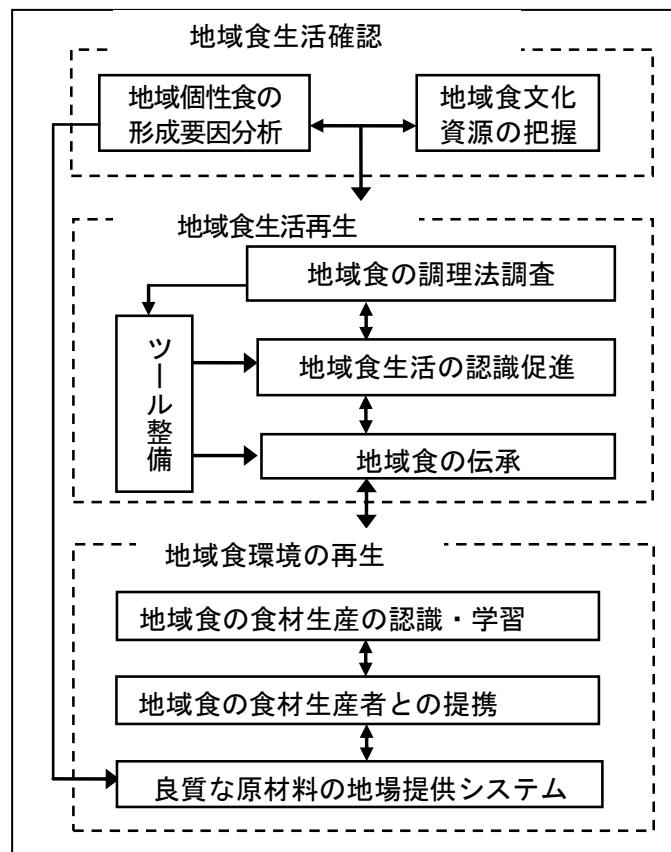 地域食生活確認
地域個性食の
形成要因分析
地域食文化
資源の把握
地域食生活再生
地域食の調理法調査
ツール整備
地域食生活の認識促進
地域食の伝承
地域食環境の再生
地域食の食材生産の認識・学習
地域食の食材生産者との提携
良質な原材料の地場提供システム